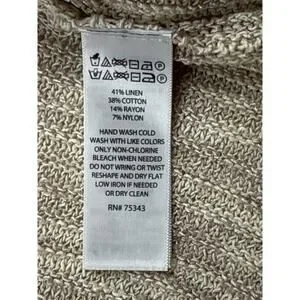 41% LINEN
38% COTTON
14% RAYON
7% NYLON
HAND WASH COLD
WASH WITH LIKE COLORS
ONLY NON-CHLORINE
BLEACH WHEN NEEDED
DO NOT WRING OR TWIST
RESHAPE AND DRY FLAT
LOW IRON IF NEEDED
OR DRY CLEAN
RN# 75343